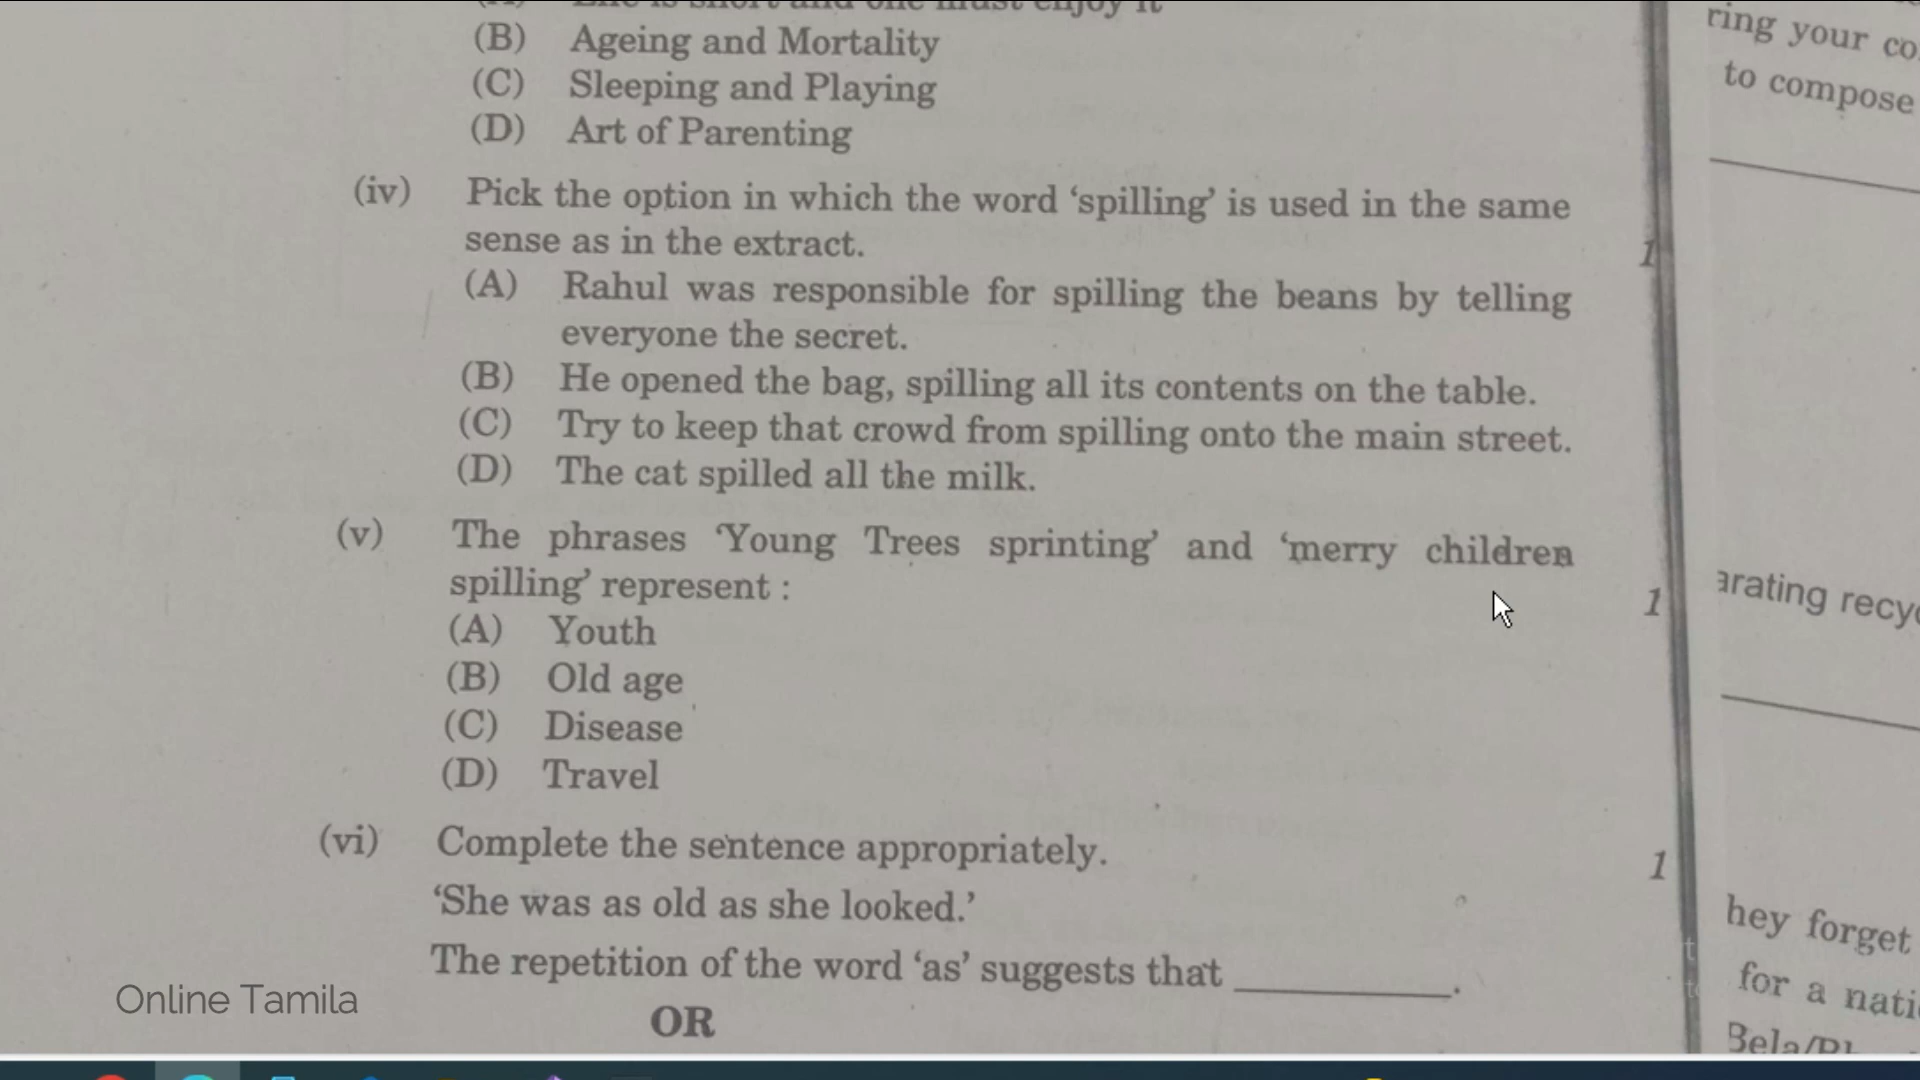 (B) Ageing and Mortality
(C) Sleeping and Playing
(D) Art of Parenting
(iv) Pick the option in which the word ‘spilling’ is used in the same
sense as in the extract. 1
(A) Rahul was responsible for spilling the beans by telling
everyone the secret.
(B) He opened the bag, spilling all its contents on the table.
(C) Try to keep that crowd from spilling onto the main street.
(D) The cat spilled all the milk.
(v) The phrases ‘Young Trees sprinting’ and ‘merry children
spilling’ represent : 1
(A) Youth
(B) Old age
(C) Disease
(D) Travel
(vi) Complete the sentence appropriately. 1
‘She was as old as she looked.’
The repetition of the word ‘as’ suggests that ________.
OR
Online Tamila
ring your co
to compose
arating recy
hey forget
for a nati